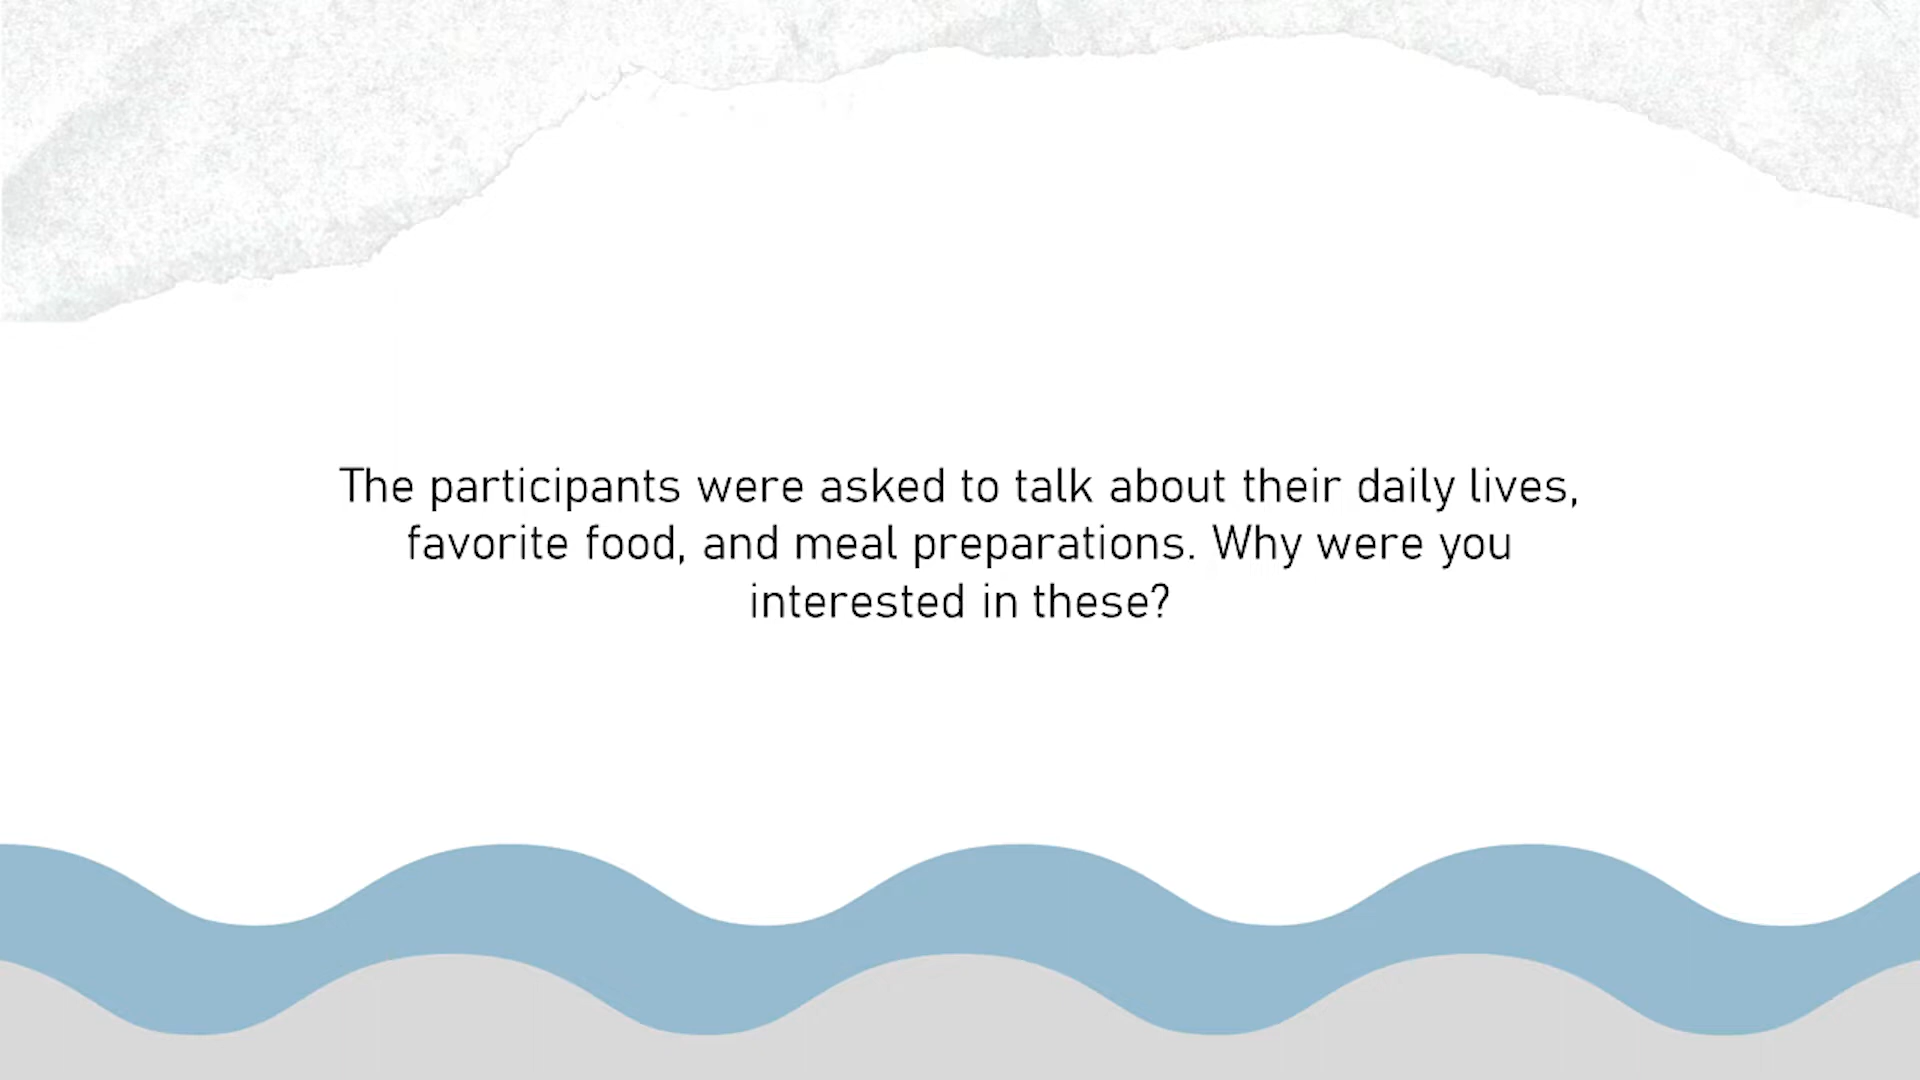 The participants were asked to talk about their daily lives,
favorite food, and meal preparations. Why were you
interested in these?